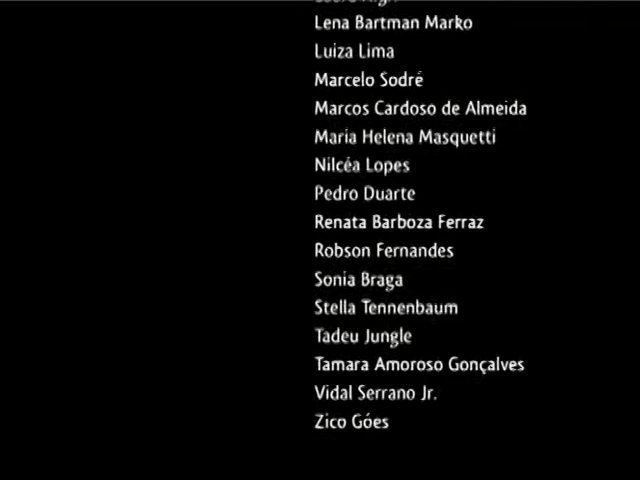 Lena Bartman Marko
Luiza Lima
Marcelo Sodré
Marcos Cardoso de Almeida
Maria Helena Masquetti
Nilcéa Lopes
Pedro Duarte
Renata Barboza Ferraz
Robson Fernandes
Sonia Braga
Stella Tennenbaum
Tadeu Jungle
Tamara Amoroso Gonçalves
Vidal Serrano Jr.
Zico Góes